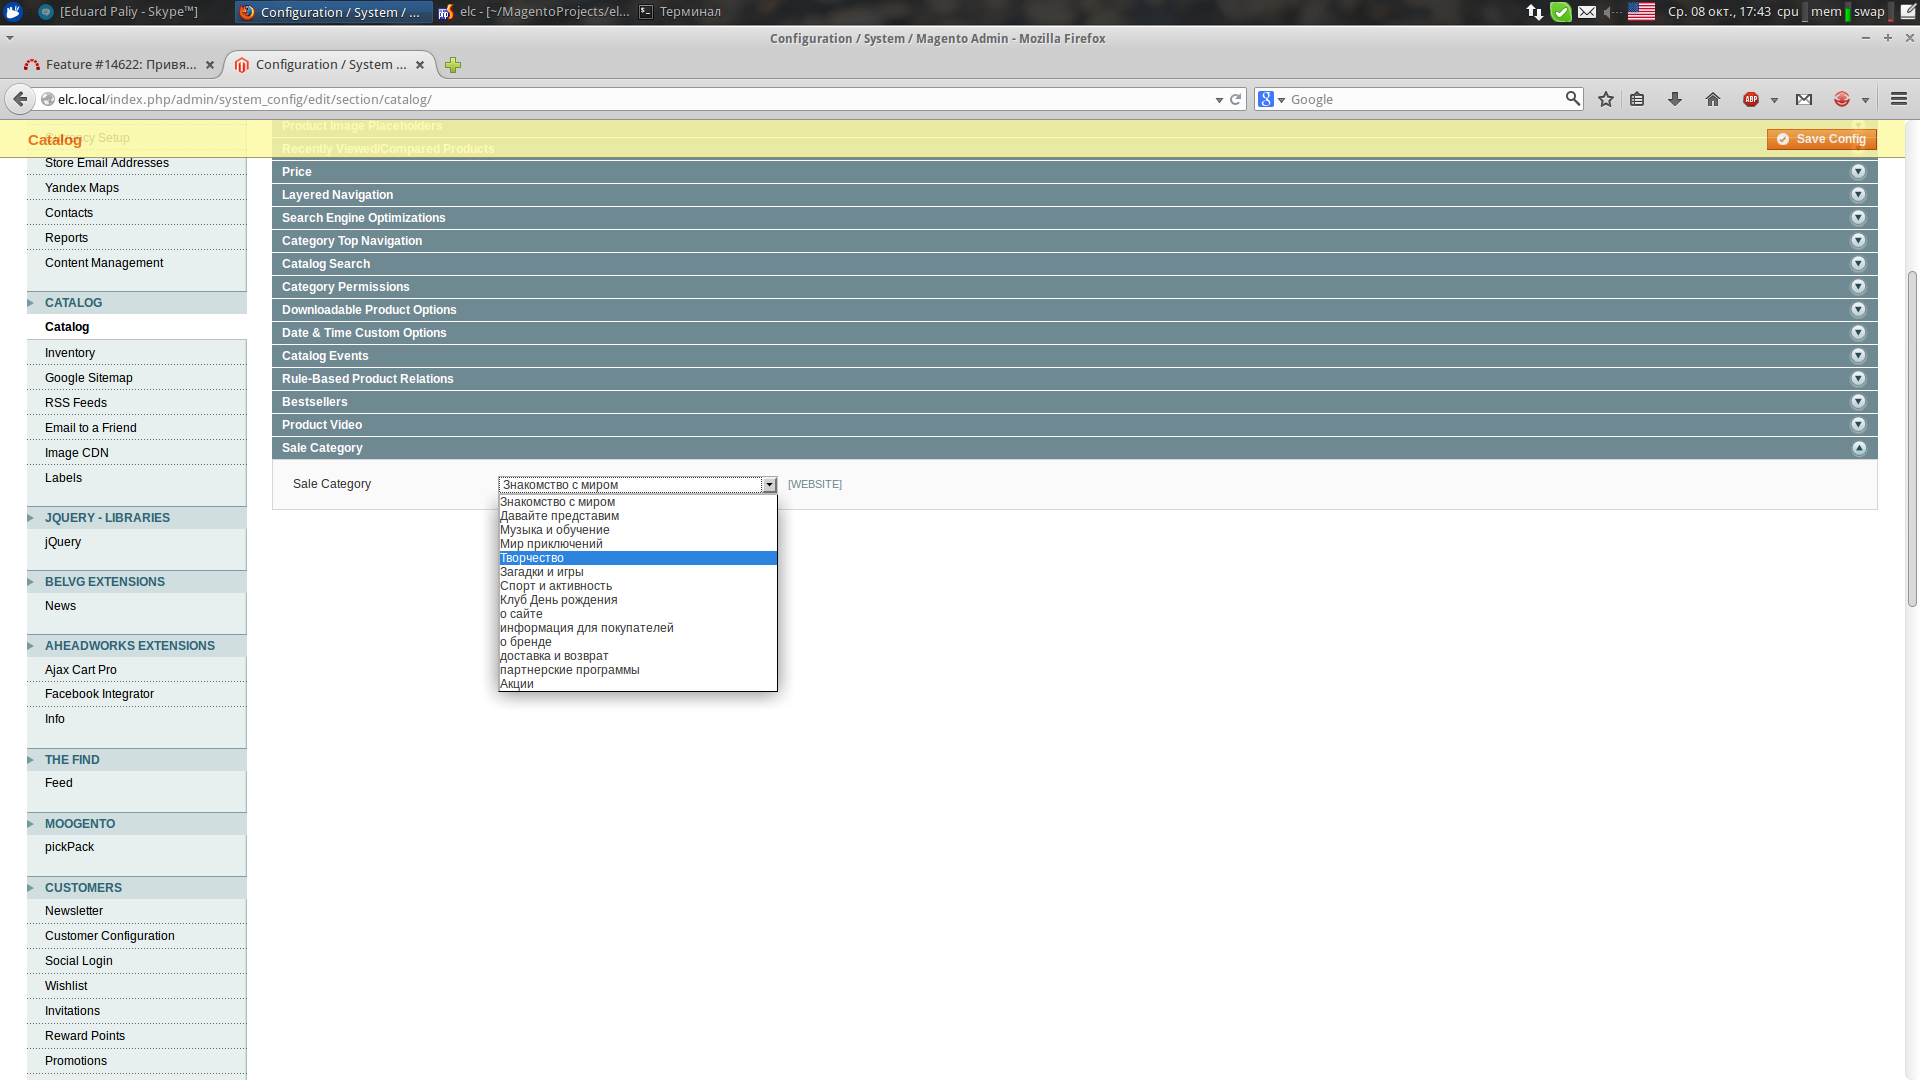 [Eduard Paliy - Skype™]
Configuration / System / ...
elc - [~/MagentoProjects/el...
Терминал
Ср. 08 окт., 17:43 cpu mem swap
Configuration / System / Magento Admin - Mozilla Firefox
Feature #14622: Привя...
Configuration / System ...
elc.local/index.php/admin/system_config/edit/section/catalog/
Google
ABP
Catalog
Save Config
Currency Setup
Store Email Addresses
Yandex Maps
Contacts
Reports
Content Management
CATALOG
Catalog
Inventory
Google Sitemap
RSS Feeds
Email to a Friend
Image CDN
Labels
JQUERY - LIBRARIES
jQuery
BELVG EXTENSIONS
News
AHEADWORKS EXTENSIONS
Ajax Cart Pro
Facebook Integrator
Info
THE FIND
Feed
MOOGENTO
pickPack
CUSTOMERS
Newsletter
Customer Configuration
Social Login
Wishlist
Invitations
Reward Points
Promotions
Product Image Placeholders
Recently Viewed/Compared Products
Price
Layered Navigation
Search Engine Optimizations
Category Top Navigation
Catalog Search
Category Permissions
Downloadable Product Options
Date & Time Custom Options
Catalog Events
Rule-Based Product Relations
Bestsellers
Product Video
Sale Category
Sale Category
Знакомство с миром
[WEBSITE]
Знакомство с миром
Давайте представим
Музыка и обучение
Мир приключений
Творчество
Загадки и игры
Спорт и активность
Клуб День рождения
о сайте
информация для покупателей
о бренде
доставка и возврат
партнерские программы
Акции